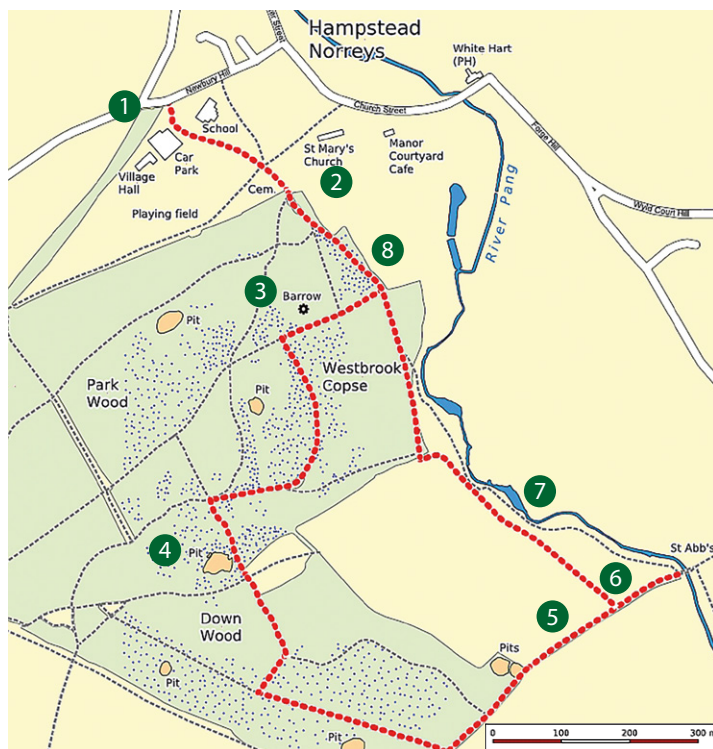 Hampstead
Norreys
er Street
White Hart
(PH)
Newbury Hill
1
Church Street
School
Forge Hill
St Mary's
Church
Manor
Courtyard
Cafe
Car
Park
Village
Hall
2
River Pang
Cem.
Wyld Court Hill
Playing field
8
3
Barrow
Pit
Westbrook
Copse
Park
Wood
Pit
7
4
Pit
St Abb's
6
5
Down
Wood
Pits
Pit
Pit
0 100 200 300 m